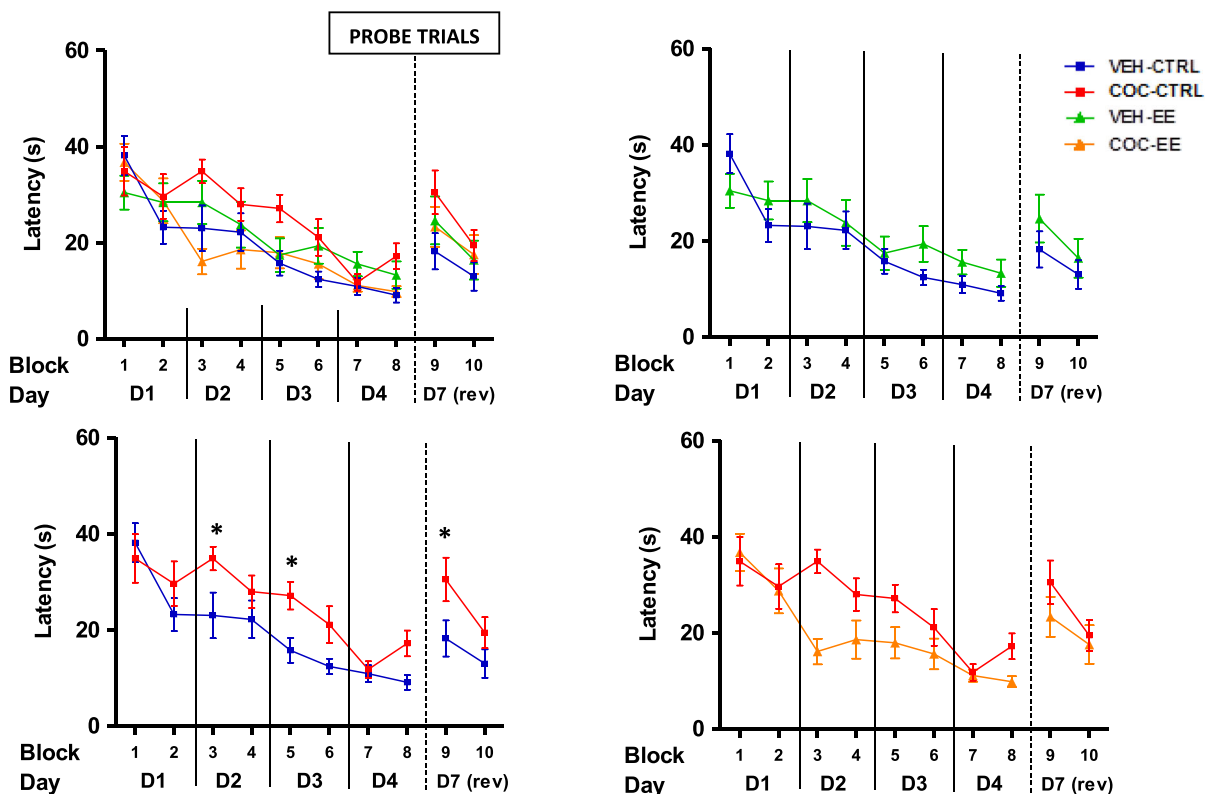 PROBE TRIALS
60
40
20
0
Latency (s)
Block 1 2 3 4 5 6 7 8 9 10
Day D1 D2 D3 D4 D7 (rev)
60
40
20
0
Latency (s)
VEH-CTRL
COC-CTRL
VEH-EE
COC-EE
Block 1 2 3 4 5 6 7 8 9 10
Day D1 D2 D3 D4 D7 (rev)
60
40
20
0
Latency (s)
* * *
Block 1 2 3 4 5 6 7 8 9 10
Day D1 D2 D3 D4 D7 (rev)
60
40
20
0
Latency (s)
Block 1 2 3 4 5 6 7 8 9 10
Day D1 D2 D3 D4 D7 (rev)